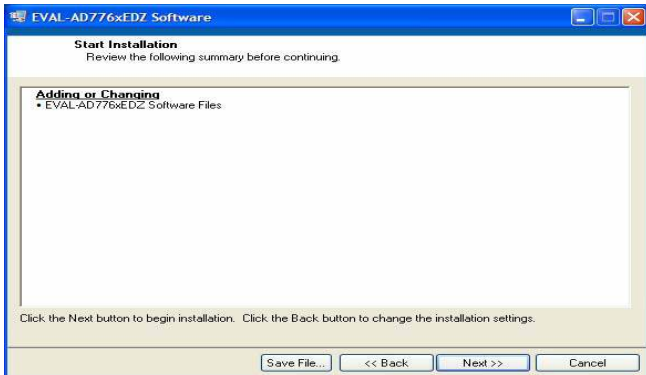 EVAL-AD776xEDZ Software
Start Installation
Review the following summary before continuing.
Adding or Changing
• EVAL-AD776xEDZ Software Files
Click the Next button to begin installation. Click the Back button to change the installation settings.
Save File... << Back Next >> Cancel